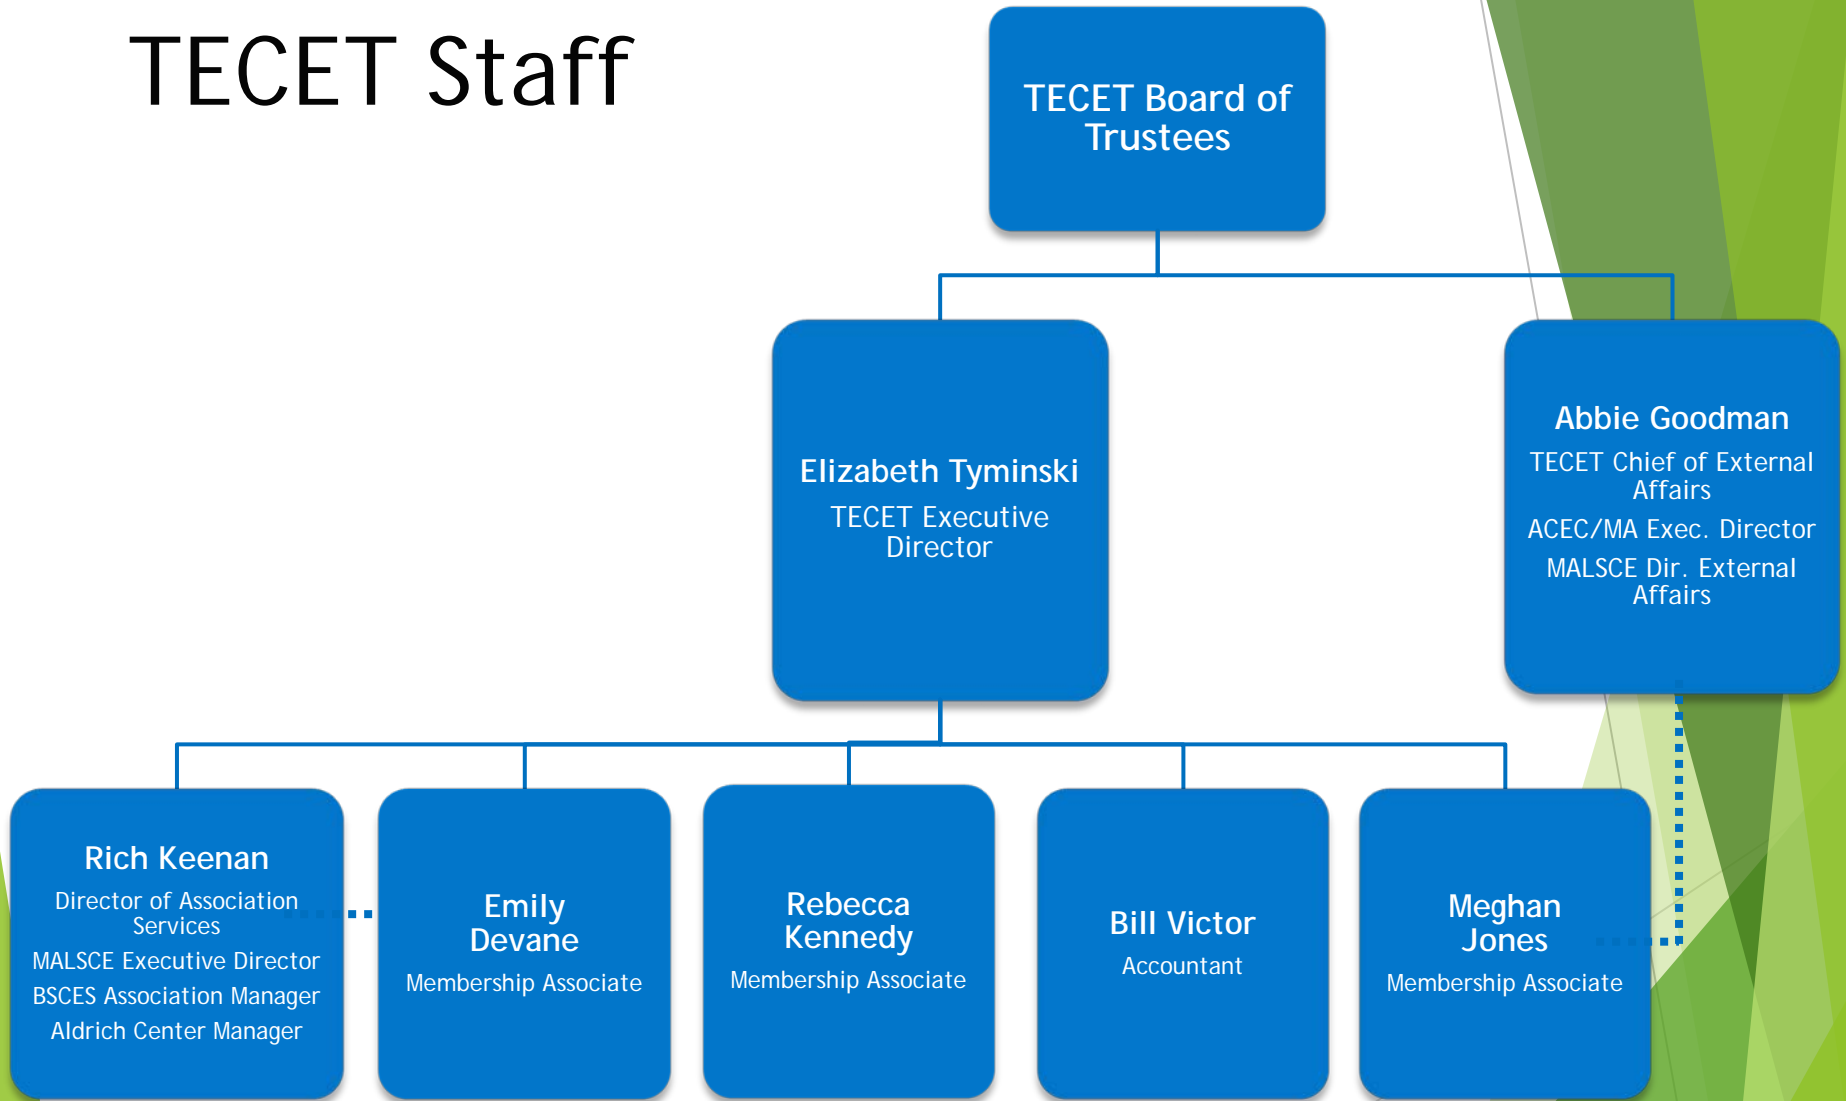 TECET Staff
TECET Board of
Trustees
Elizabeth Tyminski
TECET Executive
Director
Abbie Goodman
TECET Chief of External
Affairs
ACEC/MA Exec. Director
MALSCE Dir. External
Affairs
Rich Keenan
Director of Association
Services
MALSCE Executive Director
BSCES Association Manager
Aldrich Center Manager
Emily
Devane
Membership Associate
Rebecca
Kennedy
Membership Associate
Bill Victor
Accountant
Meghan
Jones
Membership Associate